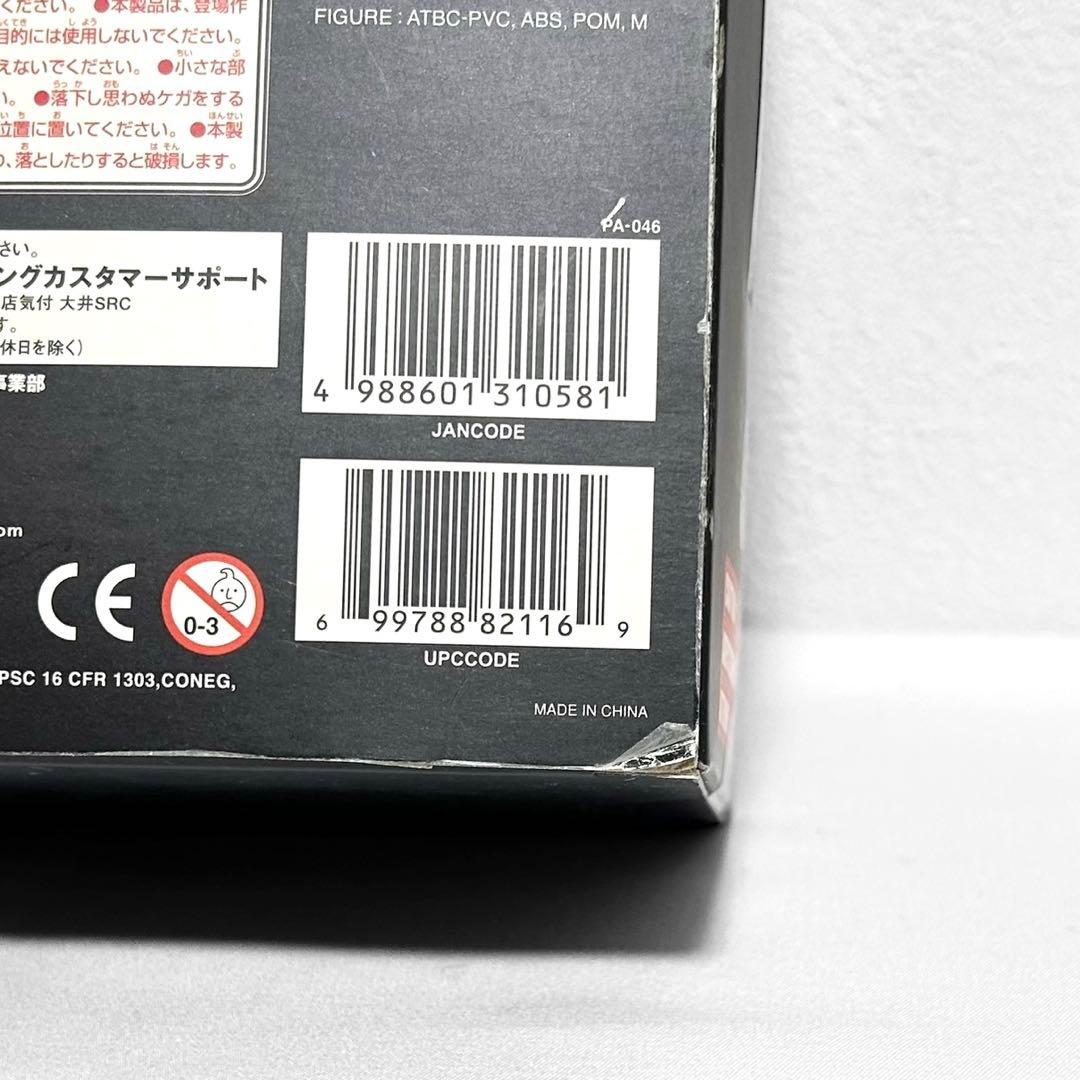 ください。 ●本製品は、登場作
目的には使用しないでください。
えないでください。 ●小さな部
い。 ●落下し思わぬケガをする
位置に置いてください。 ●本製
、落としたりすると破損します。
FIGURE : ATBC-PVC, ABS, POM, M
PA-046
さい。
ングカスタマーサポート
店気付 大井SRC
す。
休日を除く)
事業部
4 988601 310581
JANCODE
om
CE
0-3
6 99788 82116 9
UPCCODE
PSC 16 CFR 1303,CONEG,
MADE IN CHINA